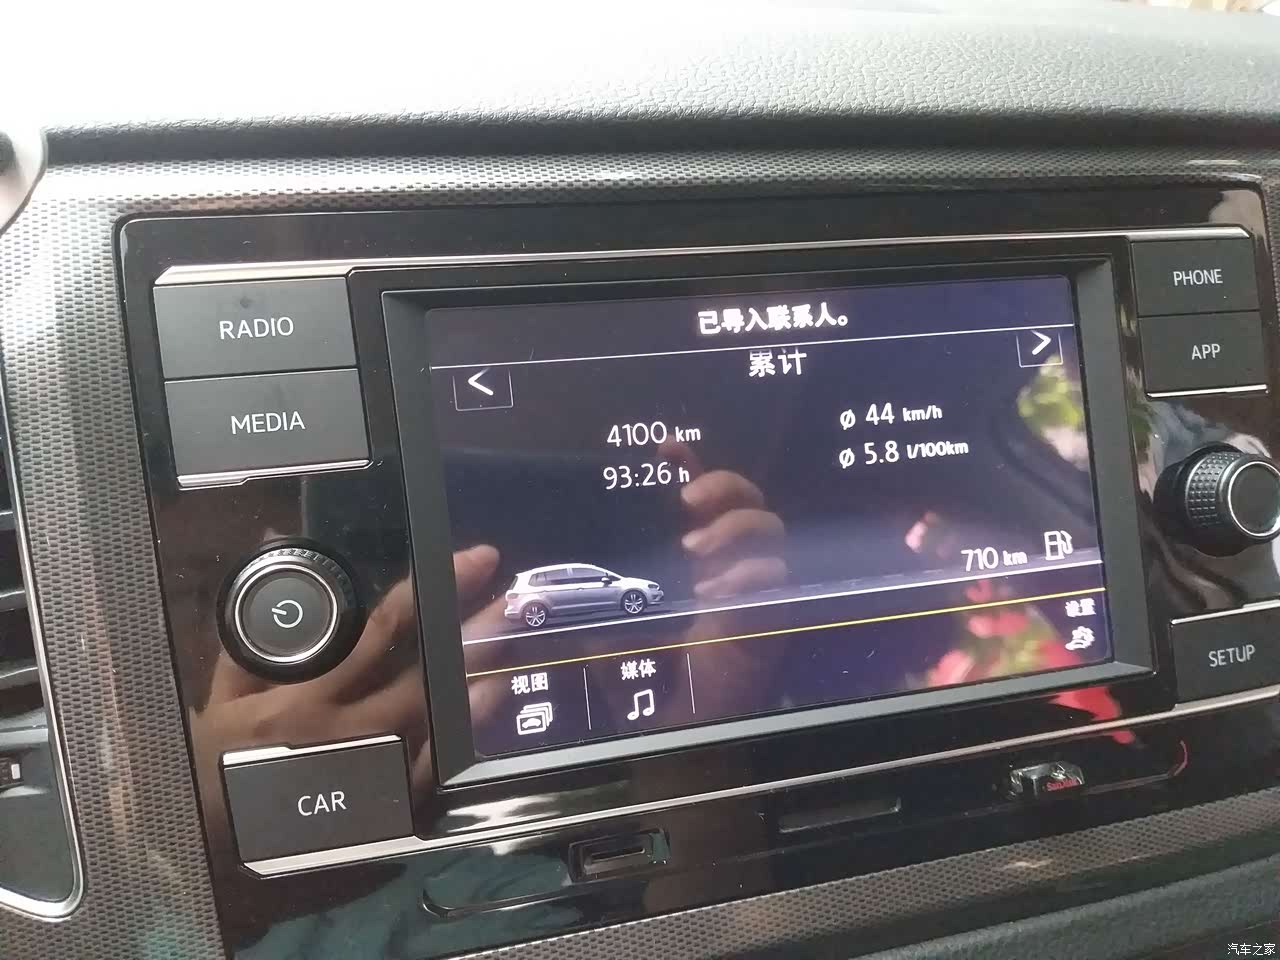 已导入联系人。
累计
<
>
4100 km
93:26 h
ø 44 km/h
ø 5.8 l/100km
710 km
设置
视图
媒体
RADIO
MEDIA
CAR
PHONE
APP
SETUP
SanDisk
汽车之家